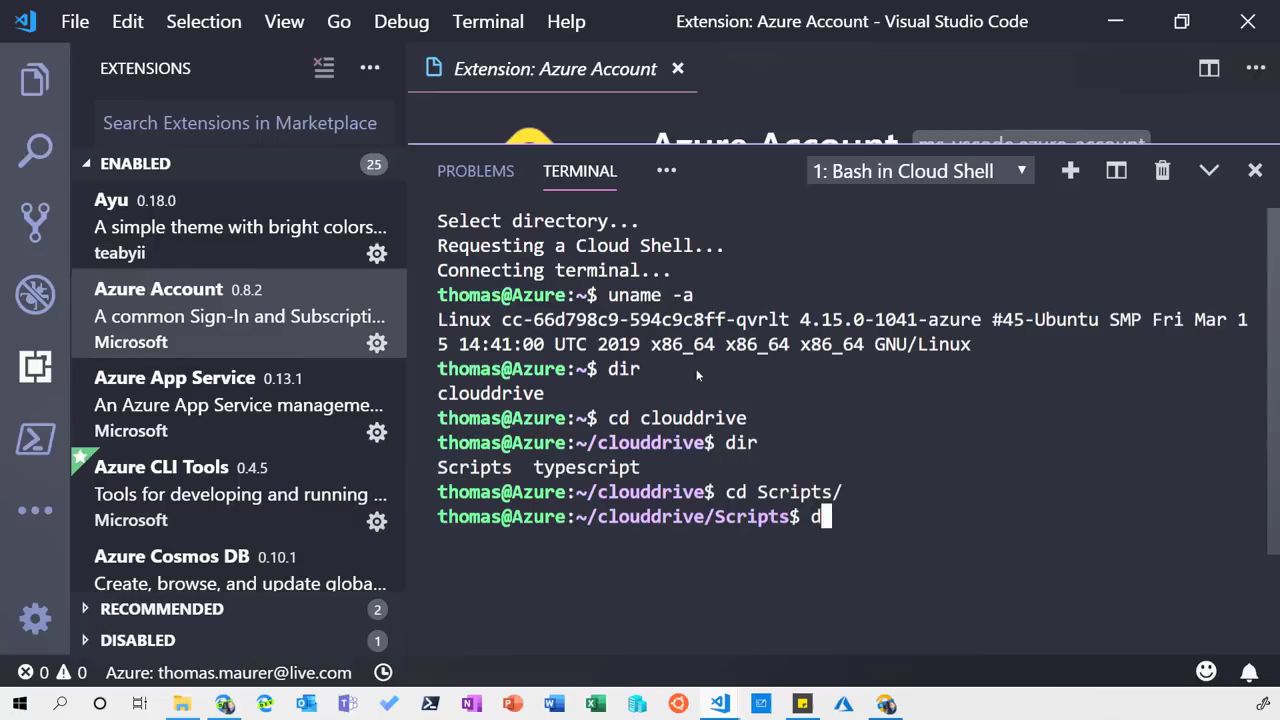 File Edit Selection View Go Debug Terminal Help Extension: Azure Account - Visual Studio Code
EXTENSIONS
Search Extensions in Marketplace
ENABLED 25
Ayu 0.18.0
A simple theme with bright colors...
teabyii
Azure Account 0.8.2
A common Sign-In and Subscripti...
Microsoft
Azure App Service 0.13.1
An Azure App Service manageme...
Microsoft
Azure CLI Tools 0.4.5
Tools for developing and running ...
Microsoft
Azure Cosmos DB 0.10.1
Create, browse, and update globa...
RECOMMENDED 2
DISABLED 1
Extension: Azure Account
Azure Account ms-vscode.azure-account
PROBLEMS TERMINAL 1: Bash in Cloud Shell
Select directory...
Requesting a Cloud Shell...
Connecting terminal...
thomas@Azure:~$ uname -a
Linux cc-66d798c9-594c9c8ff-qvrlt 4.15.0-1041-azure #45-Ubuntu SMP Fri Mar 1
5 14:41:00 UTC 2019 x86_64 x86_64 x86_64 GNU/Linux
thomas@Azure:~$ dir
clouddrive
thomas@Azure:~$ cd clouddrive
thomas@Azure:~/clouddrive$ dir
Scripts typescript
thomas@Azure:~/clouddrive$ cd Scripts/
thomas@Azure:~/clouddrive/Scripts$ d
0 0 Azure: thomas.maurer@live.com